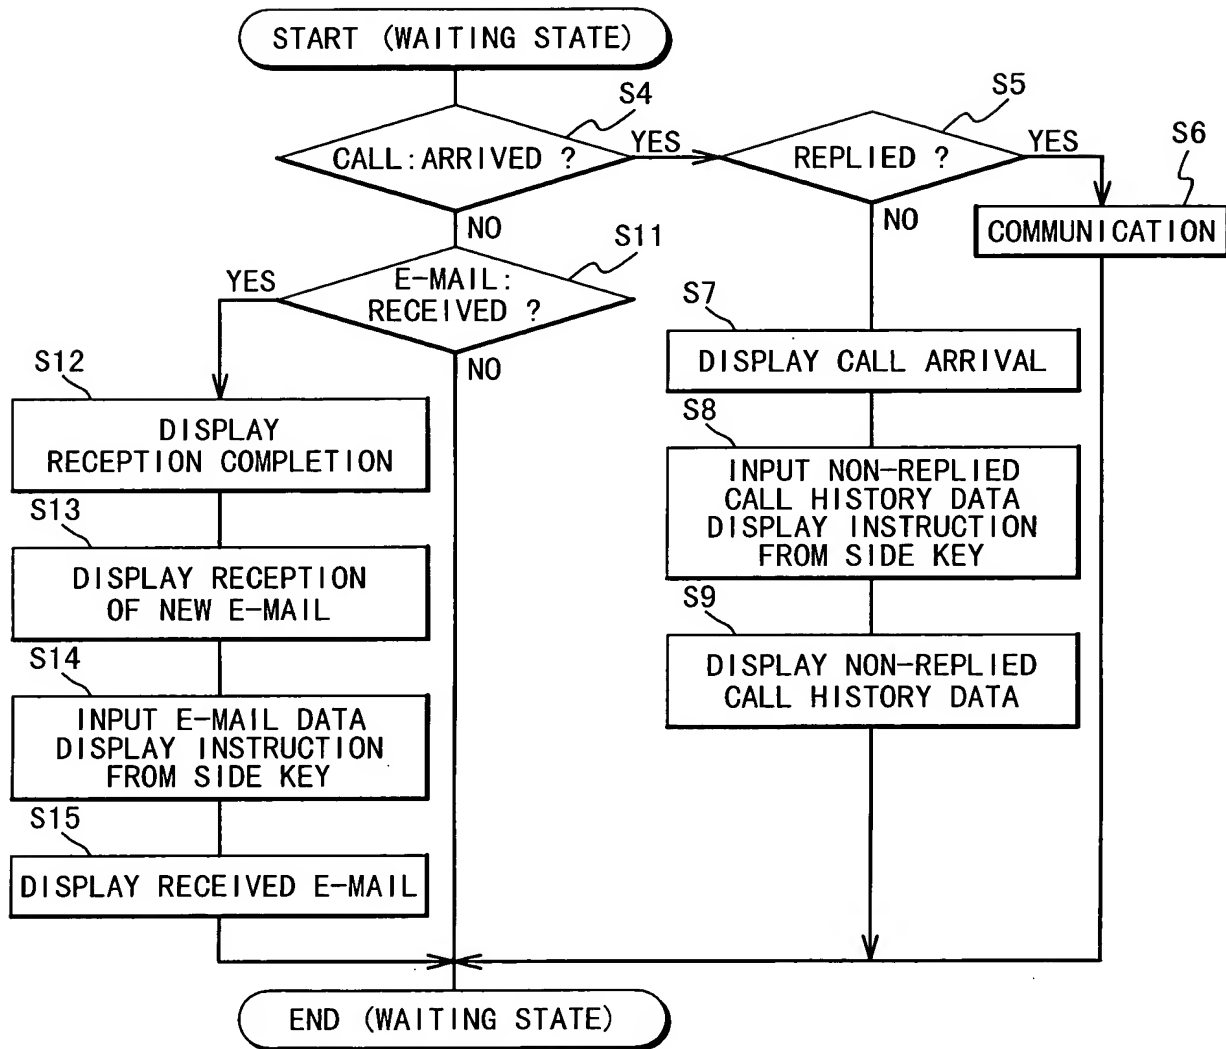 START (WAITING STATE)
S4
CALL:ARRIVED ?
YES
S5
REPLIED ?
YES
S6
COMMUNICATION
NO
NO
S11
E-MAIL:
RECEIVED ?
YES
NO
S7
DISPLAY CALL ARRIVAL
S12
DISPLAY
RECEPTION COMPLETION
S8
INPUT NON-REPLIED
CALL HISTORY DATA
DISPLAY INSTRUCTION
FROM SIDE KEY
S13
DISPLAY RECEPTION
OF NEW E-MAIL
S9
DISPLAY NON-REPLIED
CALL HISTORY DATA
S14
INPUT E-MAIL DATA
DISPLAY INSTRUCTION
FROM SIDE KEY
S15
DISPLAY RECEIVED E-MAIL
END (WAITING STATE)